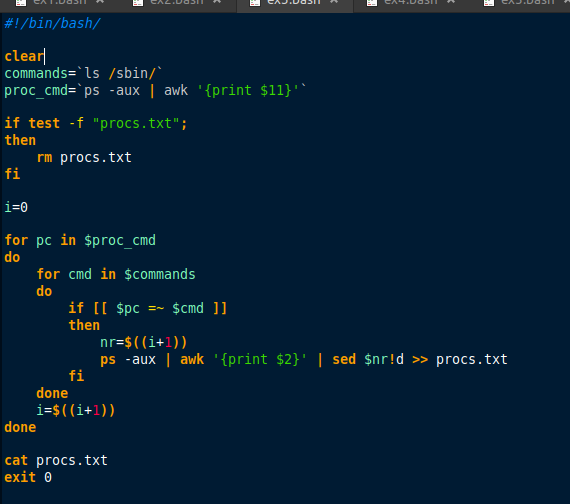 ex1.bash ex2.bash ex3.bash ex4.bash ex5.bash
#!/bin/bash/
clear
commands=`ls /sbin/`
proc_cmd=`ps -aux | awk '{print $11}'`
if test -f "procs.txt";
then
    rm procs.txt
fi
i=0
for pc in $proc_cmd
do
    for cmd in $commands
    do
        if [[ $pc =~ $cmd ]]
        then
            nr=$((i+1))
            ps -aux | awk '{print $2}' | sed $nr!d >> procs.txt
        fi
    done
    i=$((i+1))
done
cat procs.txt
exit 0